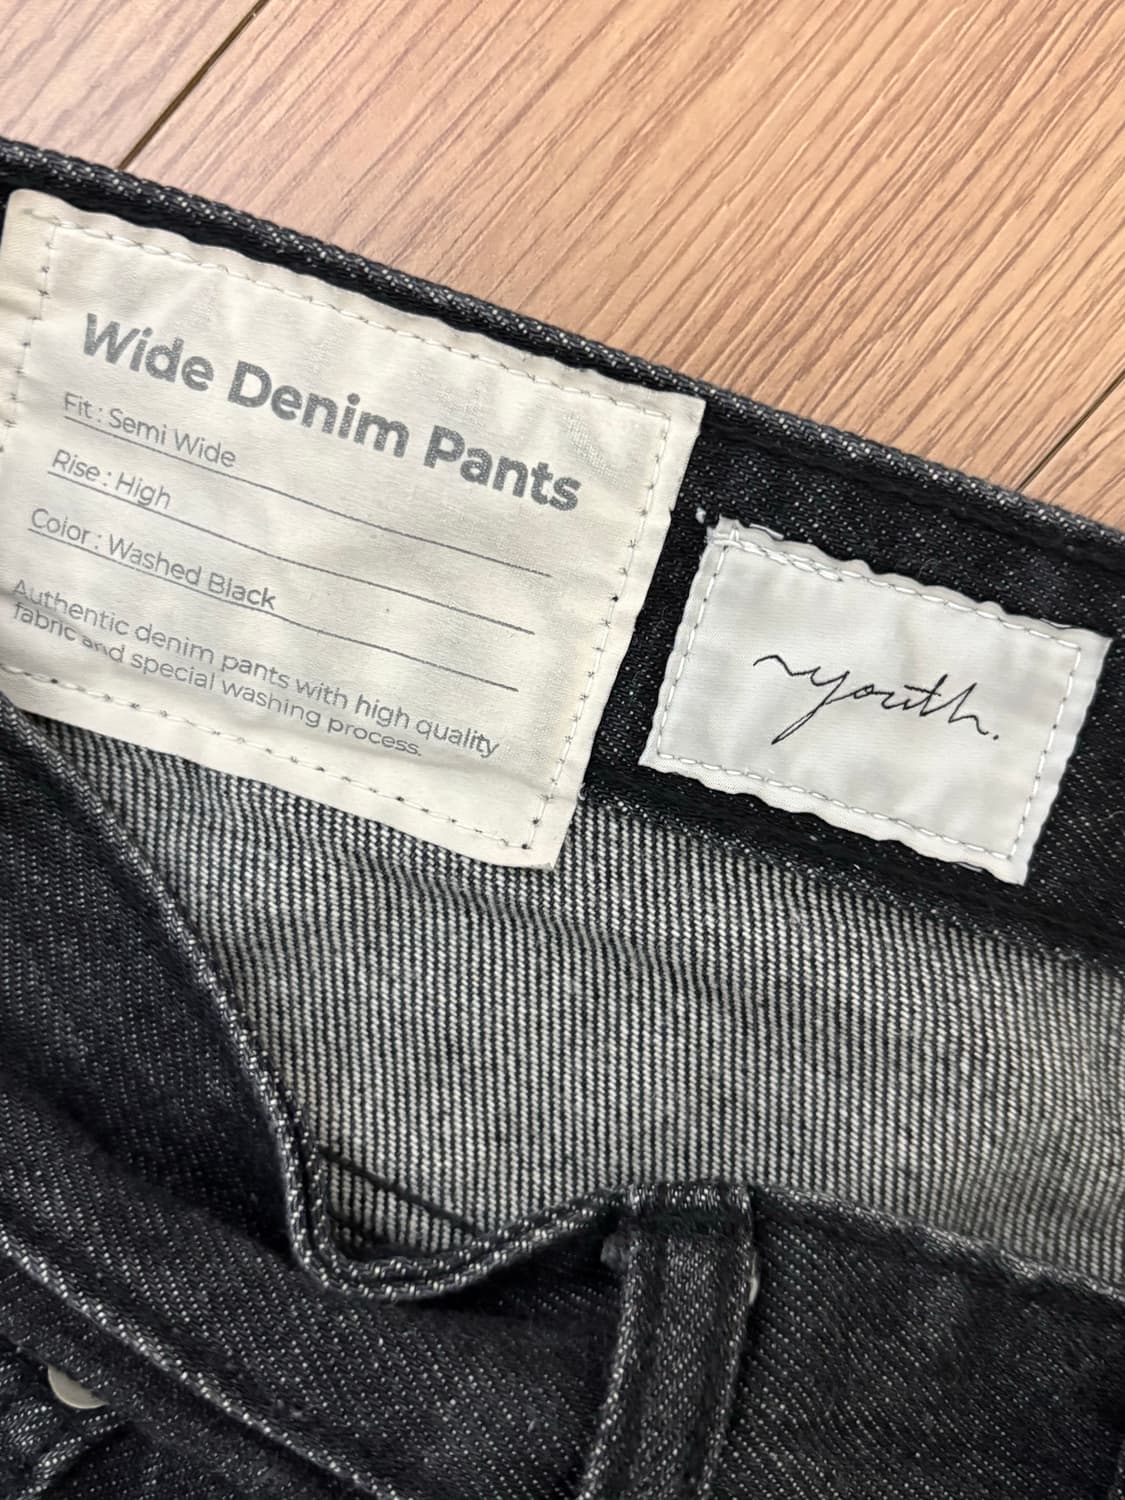 Wide Denim Pants
Fit : Semi Wide
Rise : High
Color : Washed Black
Authentic denim pants with high quality
fabric and special washing process.
~youth.